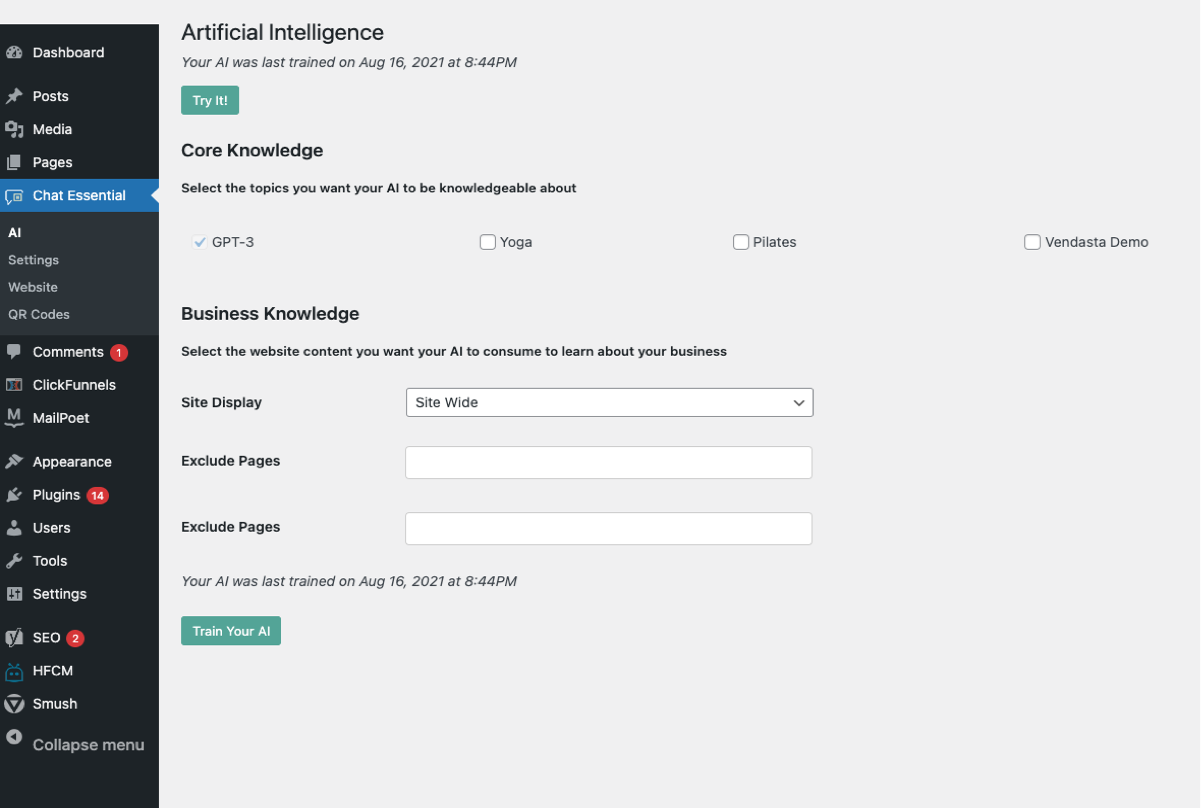 Dashboard
Posts
Media
Pages
Chat Essential
AI
Settings
Website
QR Codes
Comments 1
ClickFunnels
MailPoet
Appearance
Plugins 14
Users
Tools
Settings
SEO 2
HFCM
Smush
Collapse menu
Artificial Intelligence
Your AI was last trained on Aug 16, 2021 at 8:44PM
Try It!
Core Knowledge
Select the topics you want your AI to be knowledgeable about
GPT-3 Yoga Pilates Vendasta Demo
Business Knowledge
Select the website content you want your AI to consume to learn about your business
Site Display Site Wide
Exclude Pages
Exclude Pages
Your AI was last trained on Aug 16, 2021 at 8:44PM
Train Your AI